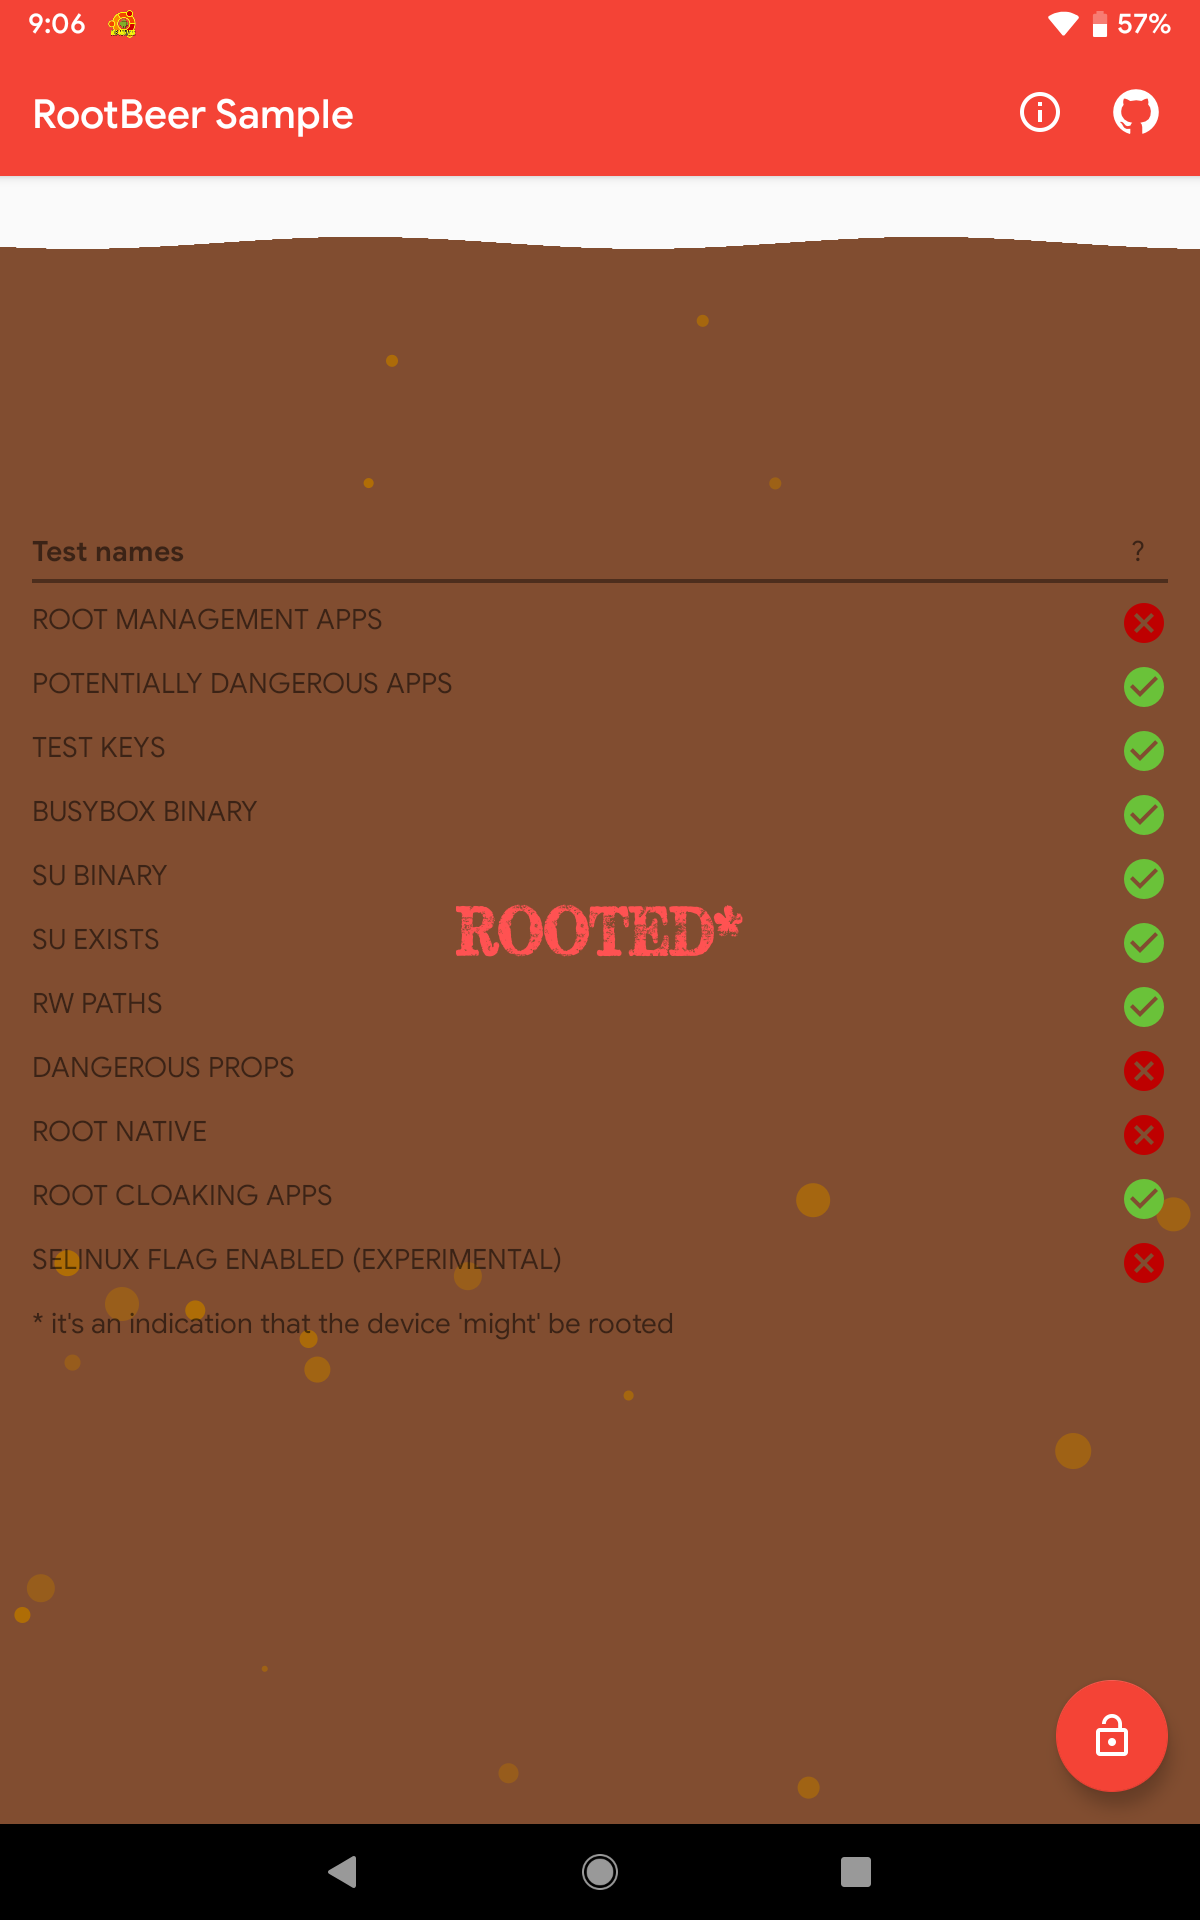 9:06
57%
RootBeer Sample
Test names ?
ROOT MANAGEMENT APPS
POTENTIALLY DANGEROUS APPS
TEST KEYS
BUSYBOX BINARY
SU BINARY
ROOTED*
SU EXISTS
RW PATHS
DANGEROUS PROPS
ROOT NATIVE
ROOT CLOAKING APPS
SELINUX FLAG ENABLED (EXPERIMENTAL)
* it's an indication that the device 'might' be rooted